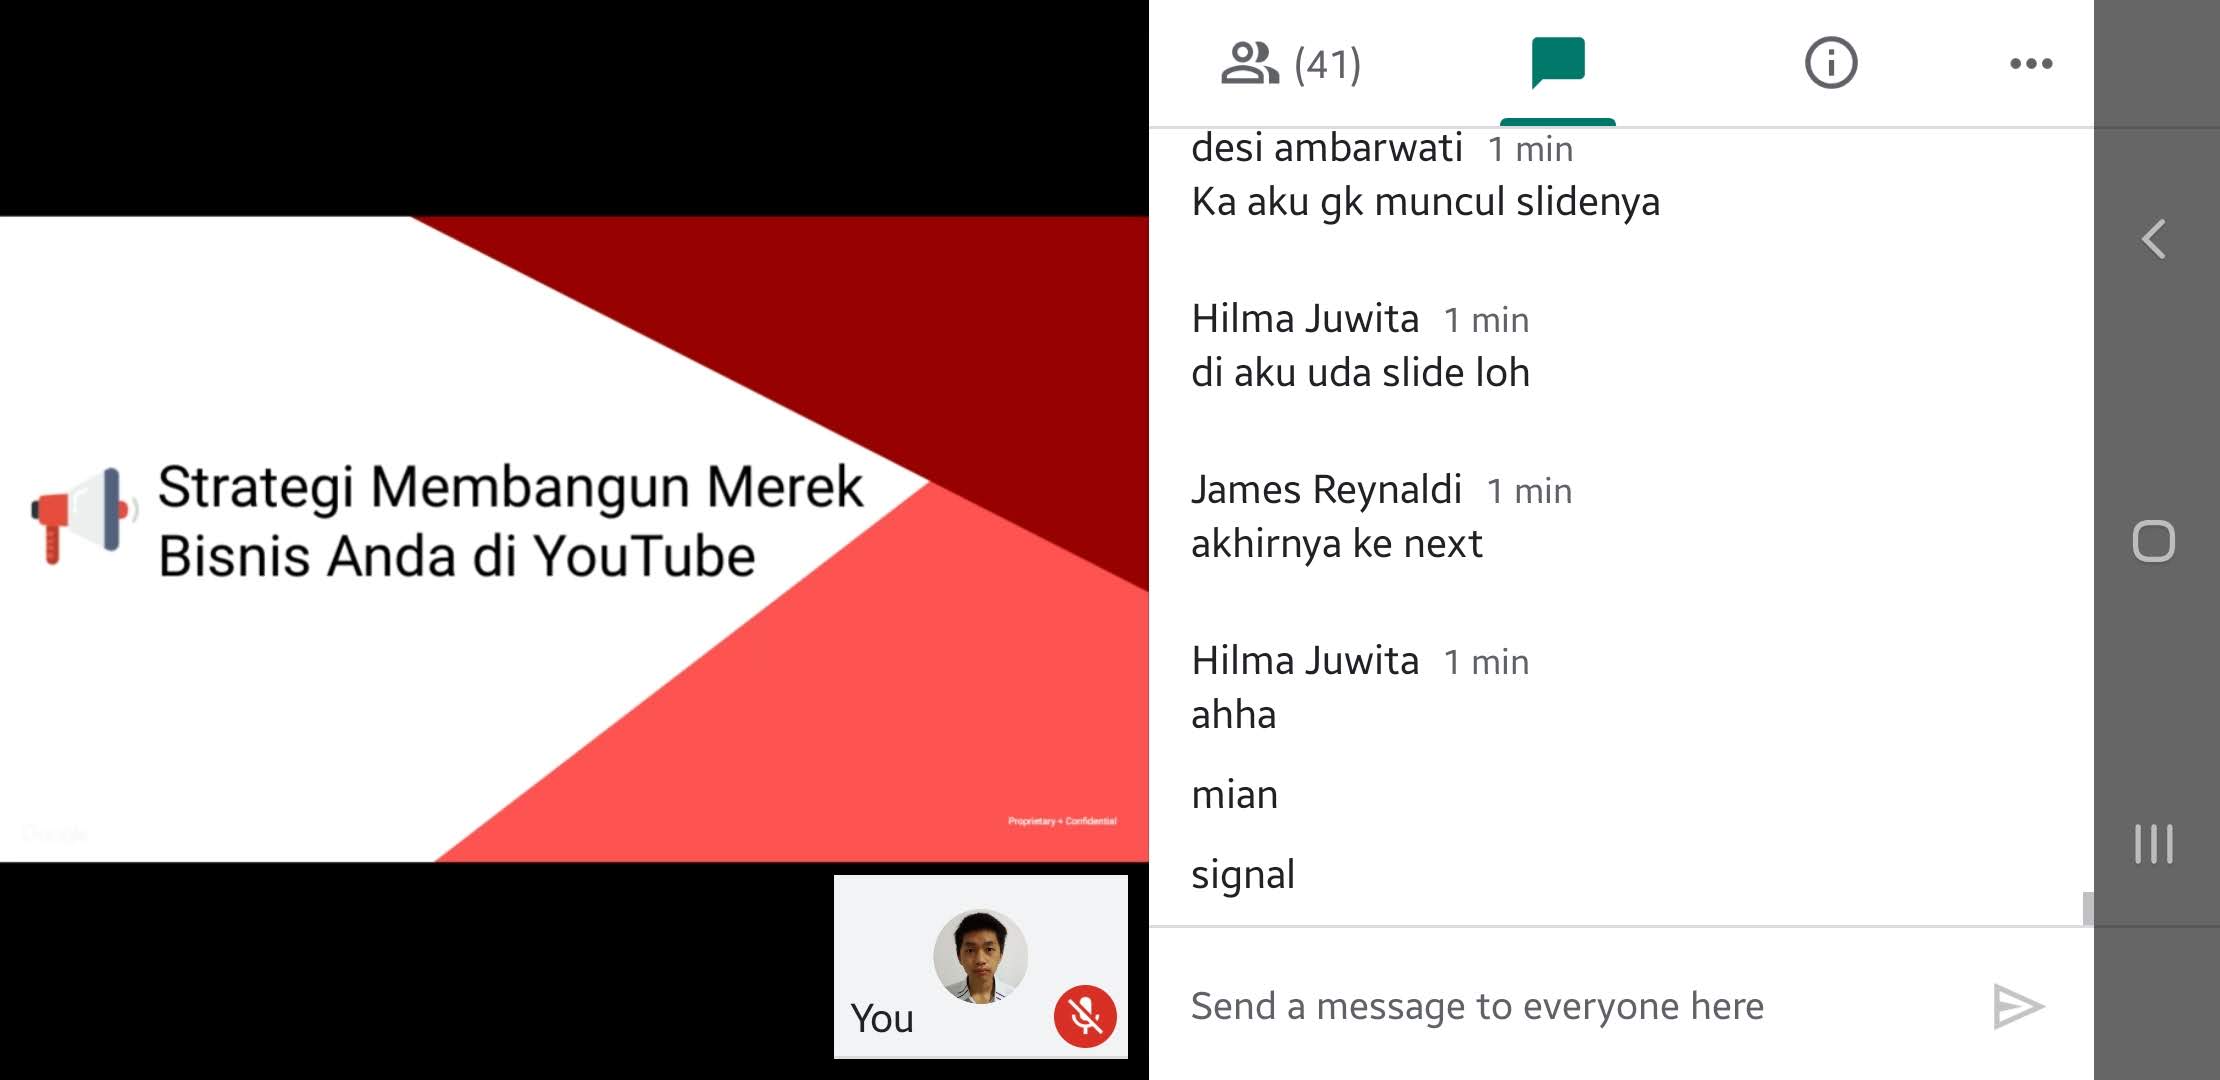 Strategi Membangun Merek
Bisnis Anda di YouTube
Proprietary + Confidential
You
(41)
desi ambarwati 1 min
Ka aku gk muncul slidenya
Hilma Juwita 1 min
di aku uda slide loh
James Reynaldi 1 min
akhirnya ke next
Hilma Juwita 1 min
ahha
mian
signal
Send a message to everyone here